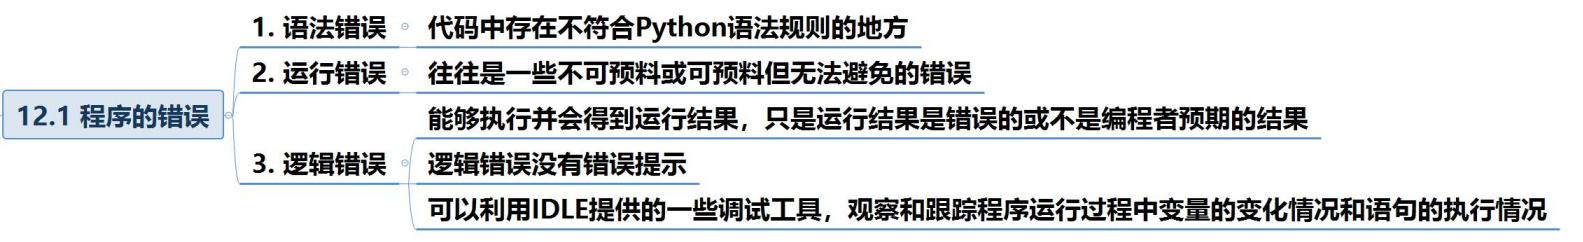 12.1 程序的错误
1. 语法错误
代码中存在不符合Python语法规则的地方
2. 运行错误
往往是一些不可预料或可预料但无法避免的错误
3. 逻辑错误
能够执行并会得到运行结果，只是运行结果是错误的或不是编程者预期的结果
逻辑错误没有错误提示
可以利用IDLE提供的一些调试工具，观察和跟踪程序运行过程中变量的变化情况和语句的执行情况